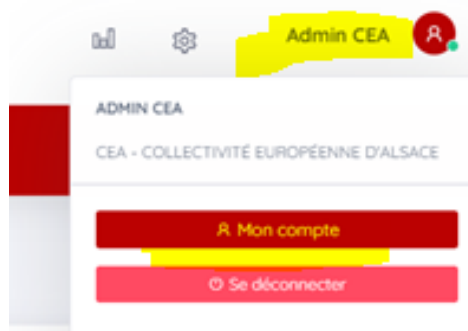 Admin CEA
ADMIN CEA
CEA - COLLECTIVITÉ EUROPÉENNE D'ALSACE
Mon compte
Se déconnecter